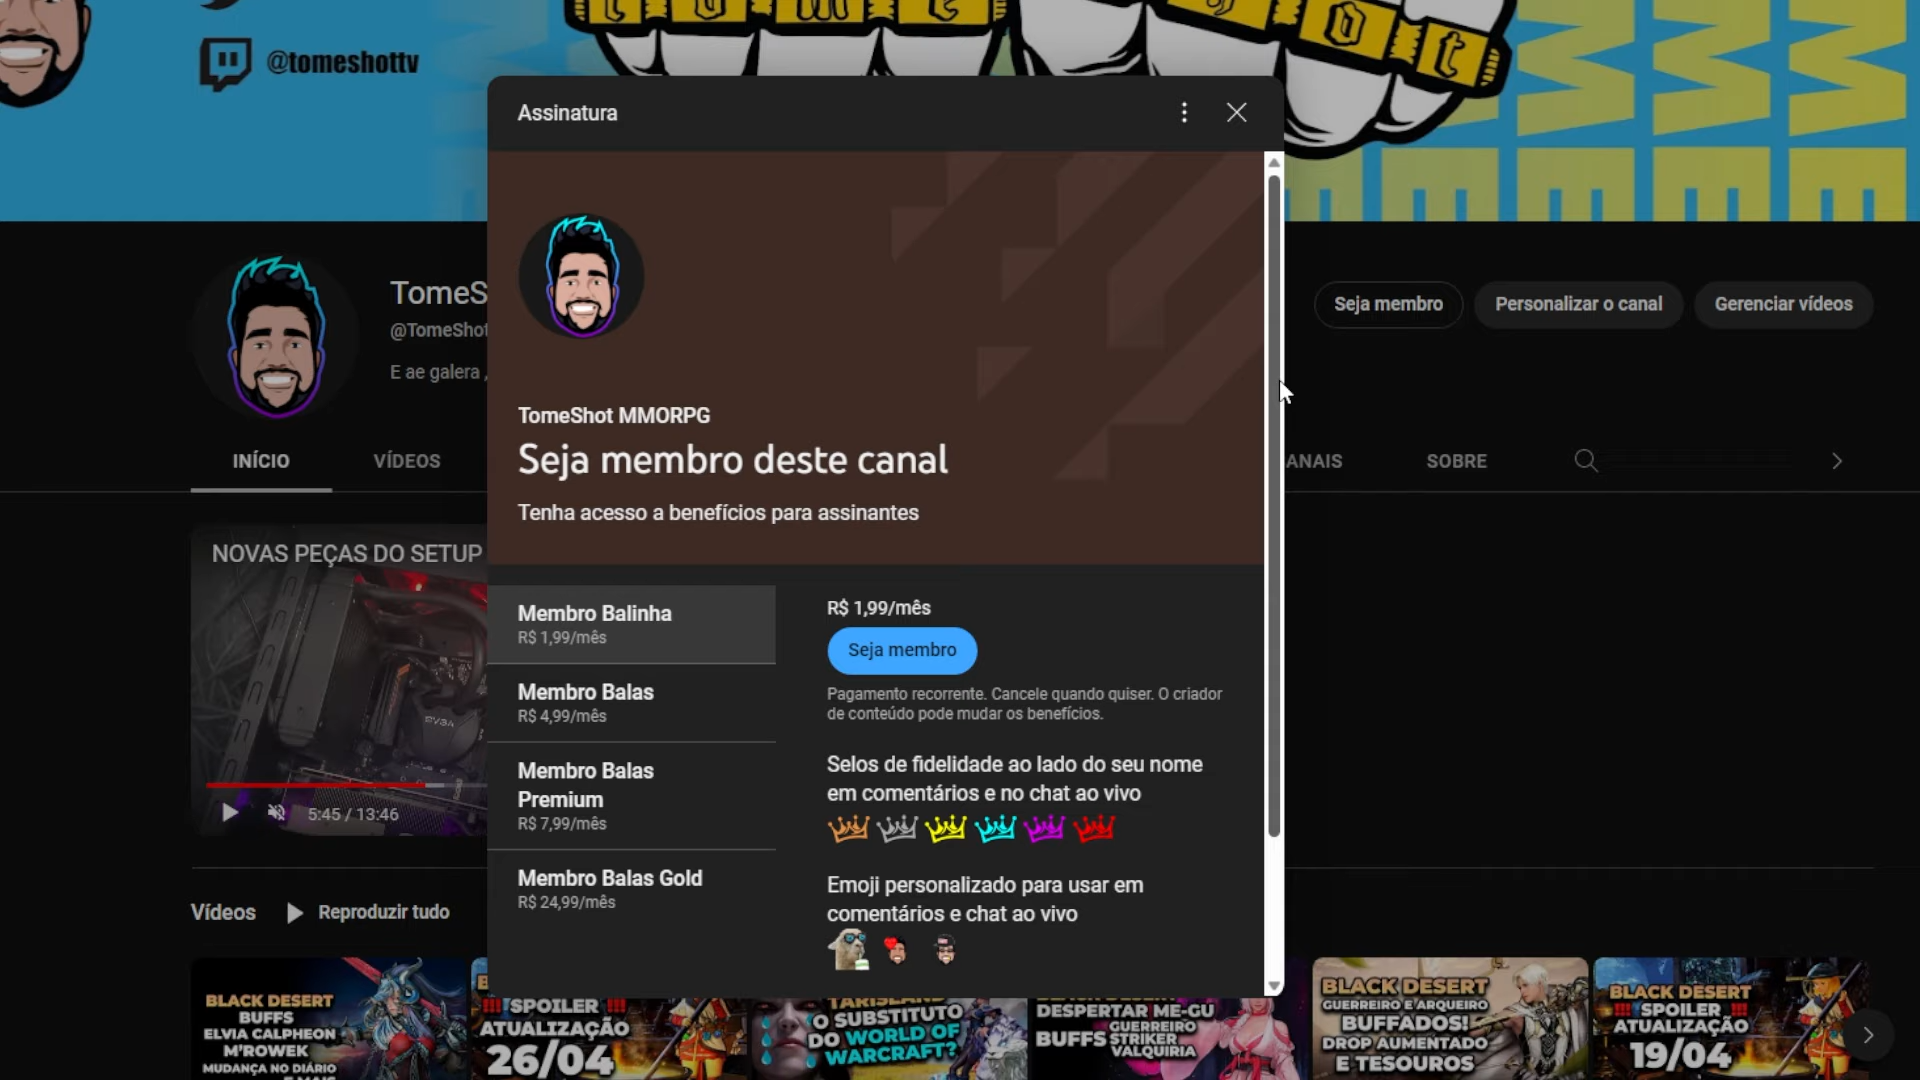 tome
@tomeshottv
Assinatura
TomeS
@TomeShot
E ae galera ,
Seja membro
Personalizar o canal
Gerenciar vídeos
TomeShot MMORPG
Seja membro deste canal
Tenha acesso a benefícios para assinantes
INÍCIO
VÍDEOS
ANAIS
SOBRE
NOVAS PEÇAS DO SETUP
EVGA
5:45 / 13:46
Membro Balinha
R$ 1,99/mês
Membro Balas
R$ 4,99/mês
Membro Balas
Premium
R$ 7,99/mês
Membro Balas Gold
R$ 24,99/mês
R$ 1,99/mês
Seja membro
Pagamento recorrente. Cancele quando quiser. O criador
de conteúdo pode mudar os benefícios.
Selos de fidelidade ao lado do seu nome
em comentários e no chat ao vivo
Emoji personalizado para usar em
comentários e chat ao vivo
Vídeos
Reproduzir tudo
BLACK DESERT
BUFFS
ELVIA CALPHEON
M'ROWEK
MUDANÇA NO DIÁRIO
E MAIS
!!! SPOILER !!!
ATUALIZAÇÃO
26/04
TARISLAND
O SUBSTITUTO
DO WORLD OF
WARCRAFT?
DESPERTAR ME-GU
BUFFS GUERREIRO
STRIKER
VALQUIRIA
BLACK DESERT
GUERREIRO E ARQUEIRO
BUFFADOS!
DROP AUMENTADO
E TESOUROS
BLACK DESERT
!!! SPOILER !!!
ATUALIZAÇÃO
19/04